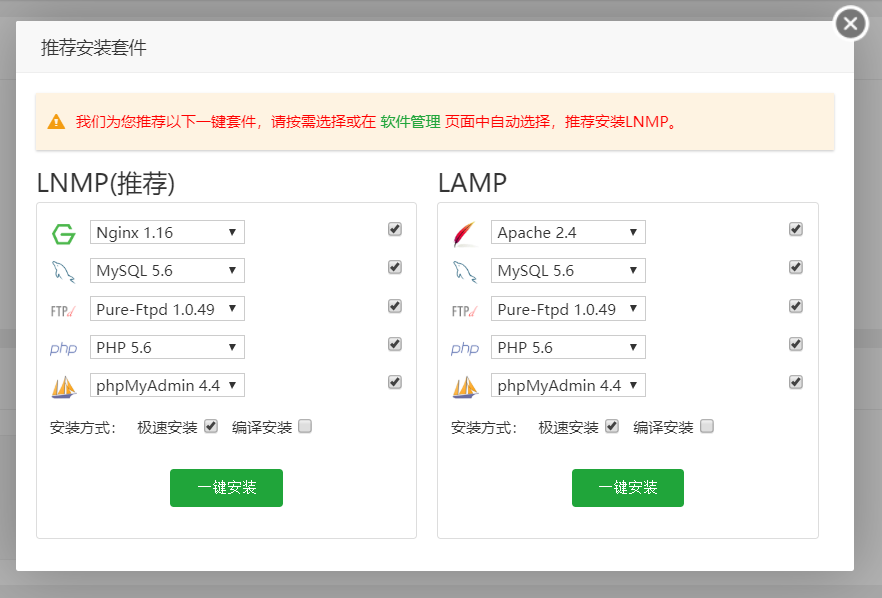 推荐安装套件
我们为您推荐以下一键套件，请按需选择或在 软件管理 页面中自动选择，推荐安装LNMP。
LNMP(推荐)
Nginx 1.16
MySQL 5.6
FTP
Pure-Ftpd 1.0.49
php
PHP 5.6
phpMyAdmin 4.4
安装方式： 极速安装 编译安装
一键安装
LAMP
Apache 2.4
MySQL 5.6
FTP
Pure-Ftpd 1.0.49
php
PHP 5.6
phpMyAdmin 4.4
安装方式： 极速安装 编译安装
一键安装